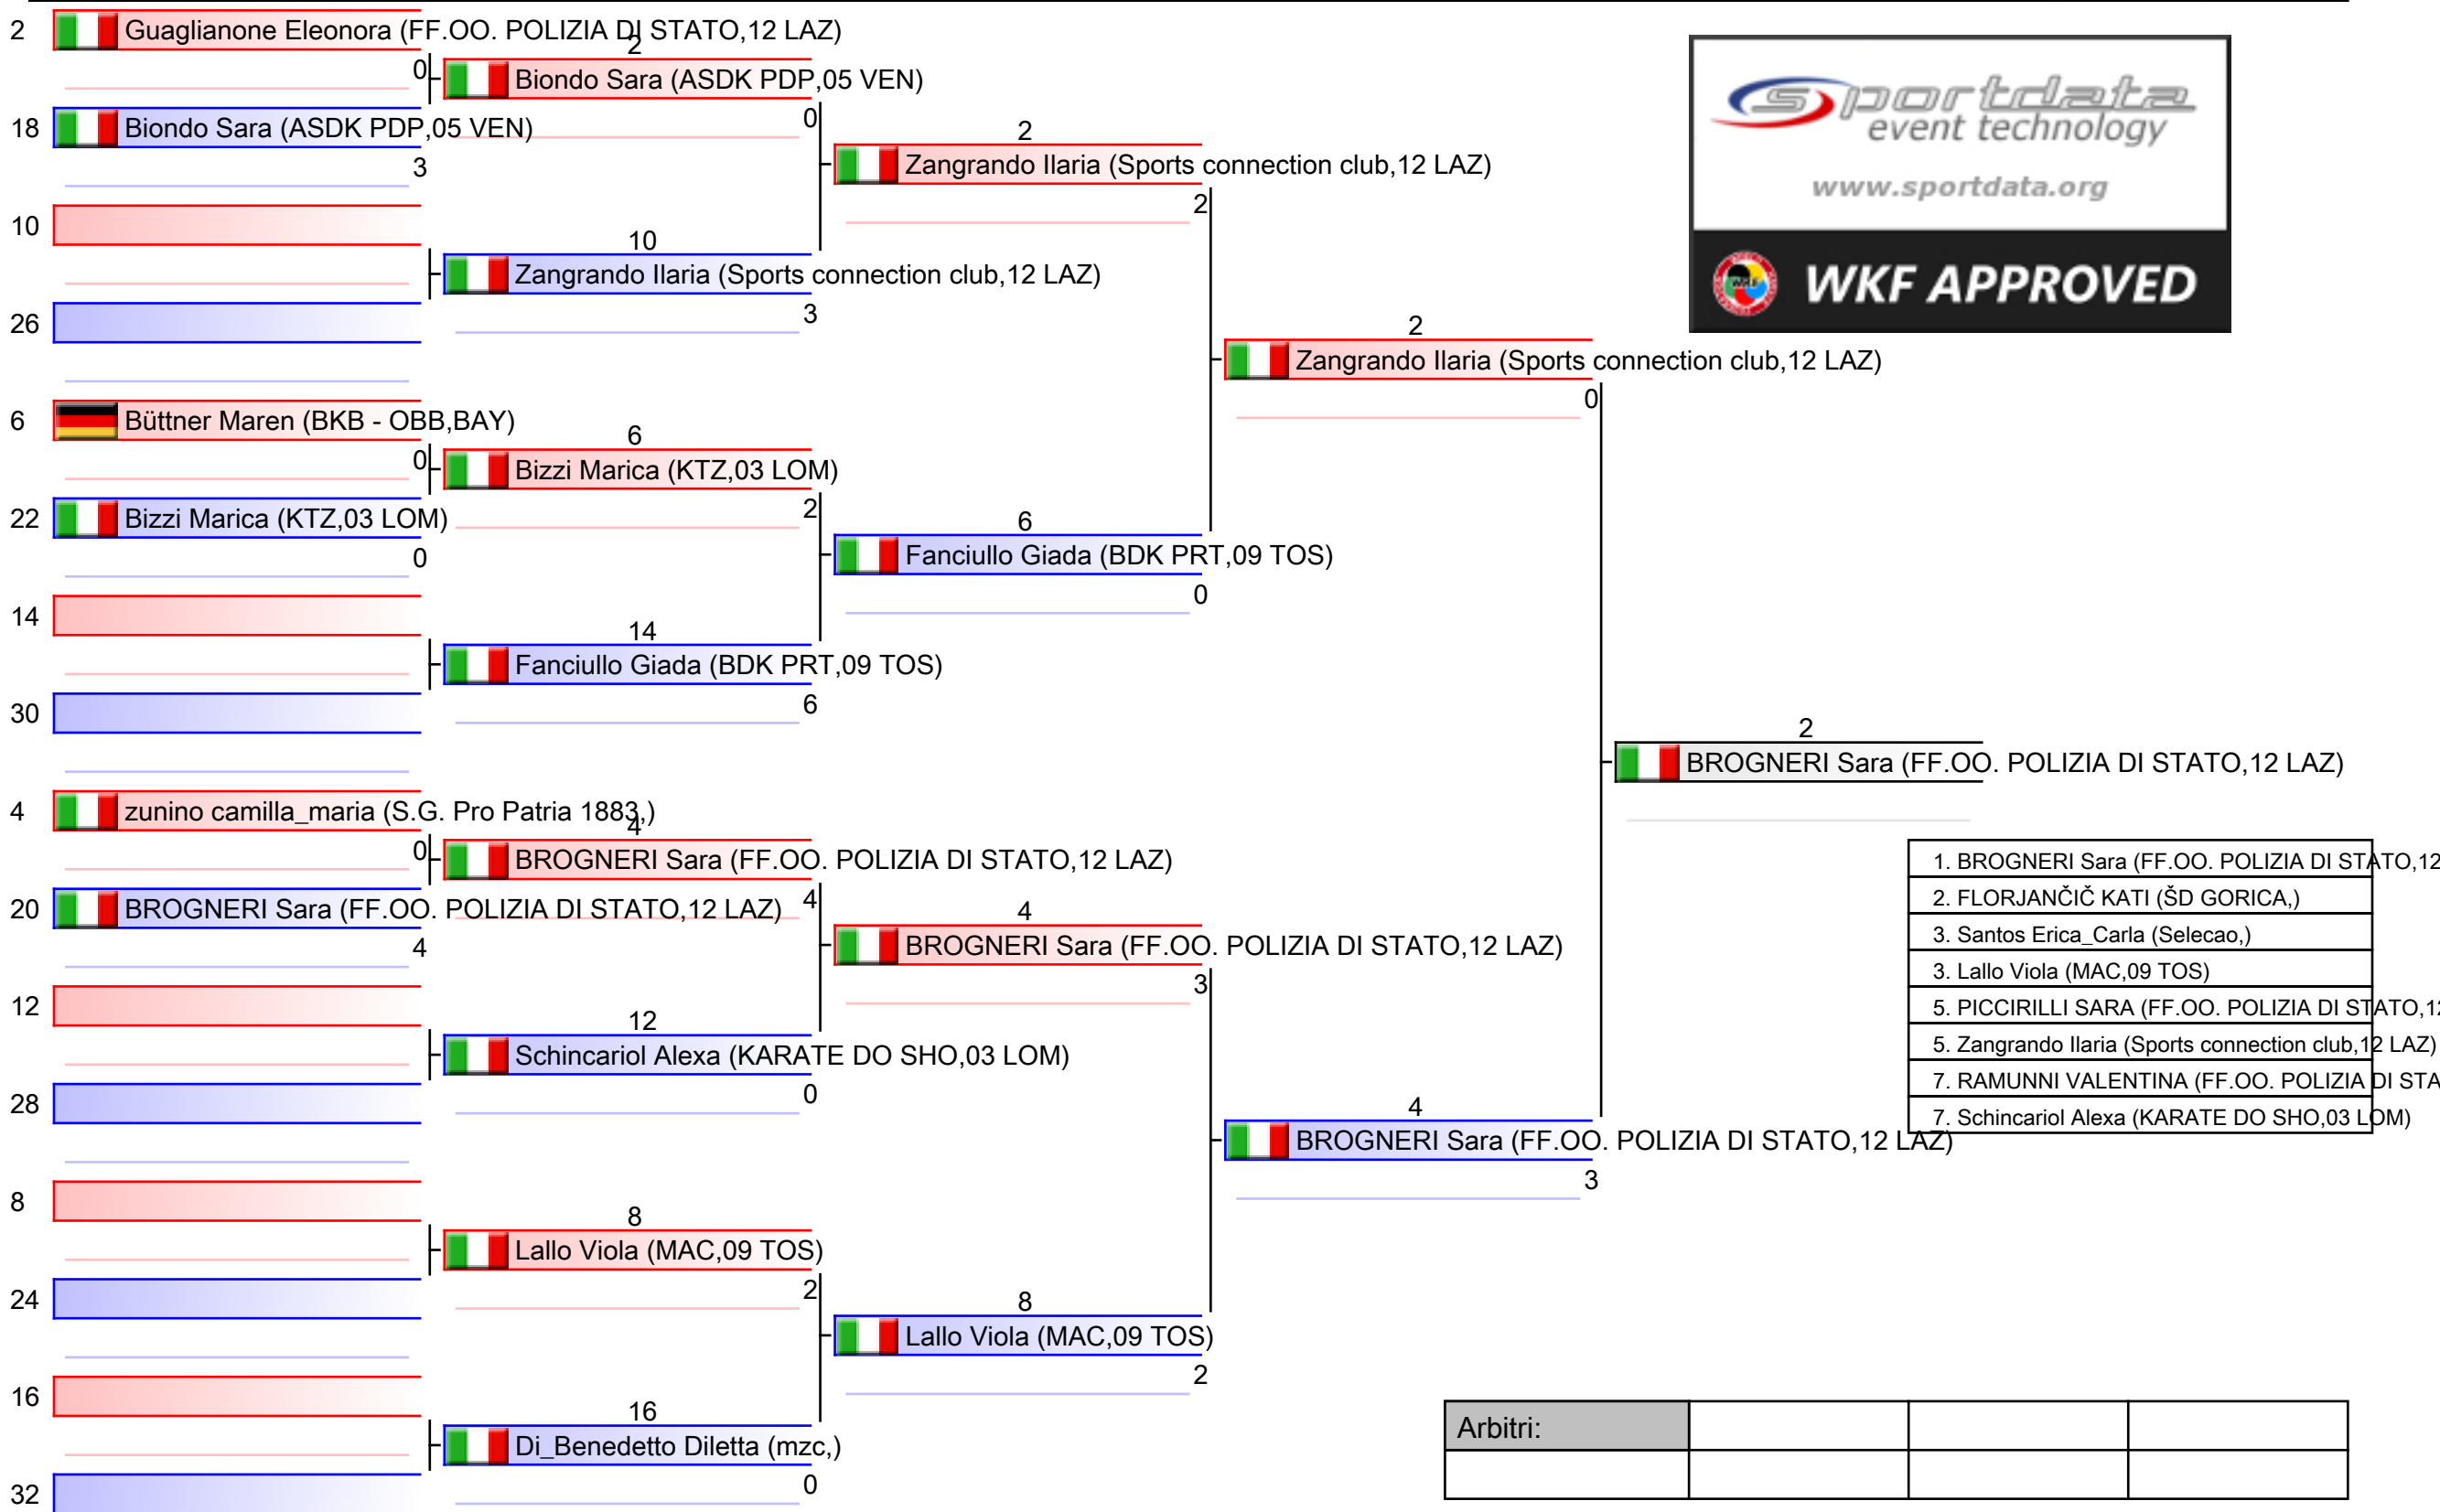 2 Guaglianone Eleonora (FF.OO. POLIZIA DI STATO,12 LAZ)
2
0 Biondo Sara (ASDK PDP,05 VEN)
18 Biondo Sara (ASDK PDP,05 VEN)
0
3
2
Zangrando Ilaria (Sports connection club,12 LAZ)
2
10
10
Zangrando Ilaria (Sports connection club,12 LAZ)
3
26
2
Zangrando Ilaria (Sports connection club,12 LAZ)
0
6 Büttner Maren (BKB - OBB,BAY)
6
0 Bizzi Marica (KTZ,03 LOM)
2
22 Bizzi Marica (KTZ,03 LOM)
0
6
Fanciullo Giada (BDK PRT,09 TOS)
0
14
14
Fanciullo Giada (BDK PRT,09 TOS)
6
30
2
BROGNERI Sara (FF.OO. POLIZIA DI STATO,12 LAZ)
4 zunino camilla_maria (S.G. Pro Patria 1883,)
4
0 BROGNERI Sara (FF.OO. POLIZIA DI STATO,12 LAZ)
4
20 BROGNERI Sara (FF.OO. POLIZIA DI STATO,12 LAZ)
4
4
BROGNERI Sara (FF.OO. POLIZIA DI STATO,12 LAZ)
3
12
12
Schincariol Alexa (KARATE DO SHO,03 LOM)
0
28
4
BROGNERI Sara (FF.OO. POLIZIA DI STATO,12 LAZ)
3
8
8
Lallo Viola (MAC,09 TOS)
2
24
8
Lallo Viola (MAC,09 TOS)
2
16
16
Di_Benedetto Diletta (mzc,)
0
32
sportdata
event technology
www.sportdata.org
WKF APPROVED
1. BROGNERI Sara (FF.OO. POLIZIA DI STATO,12
2. FLORJANČIČ KATI (ŠD GORICA,)
3. Santos Erica_Carla (Selecao,)
3. Lallo Viola (MAC,09 TOS)
5. PICCIRILLI SARA (FF.OO. POLIZIA DI STATO,12
5. Zangrando Ilaria (Sports connection club,12 LAZ)
7. RAMUNNI VALENTINA (FF.OO. POLIZIA DI STA
7. Schincariol Alexa (KARATE DO SHO,03 LOM)
Arbitri: